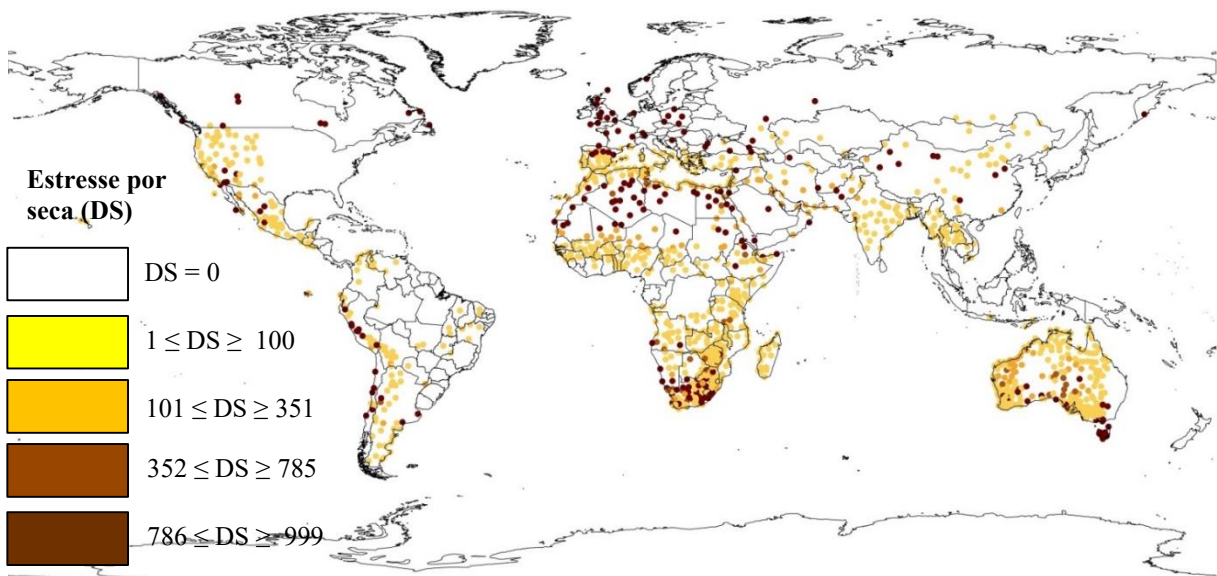 Estresse por
seca (DS)
DS = 0
1 ≤ DS ≥ 100
101 ≤ DS ≥ 351
352 ≤ DS ≥ 785
786 ≤ DS ≥ 999